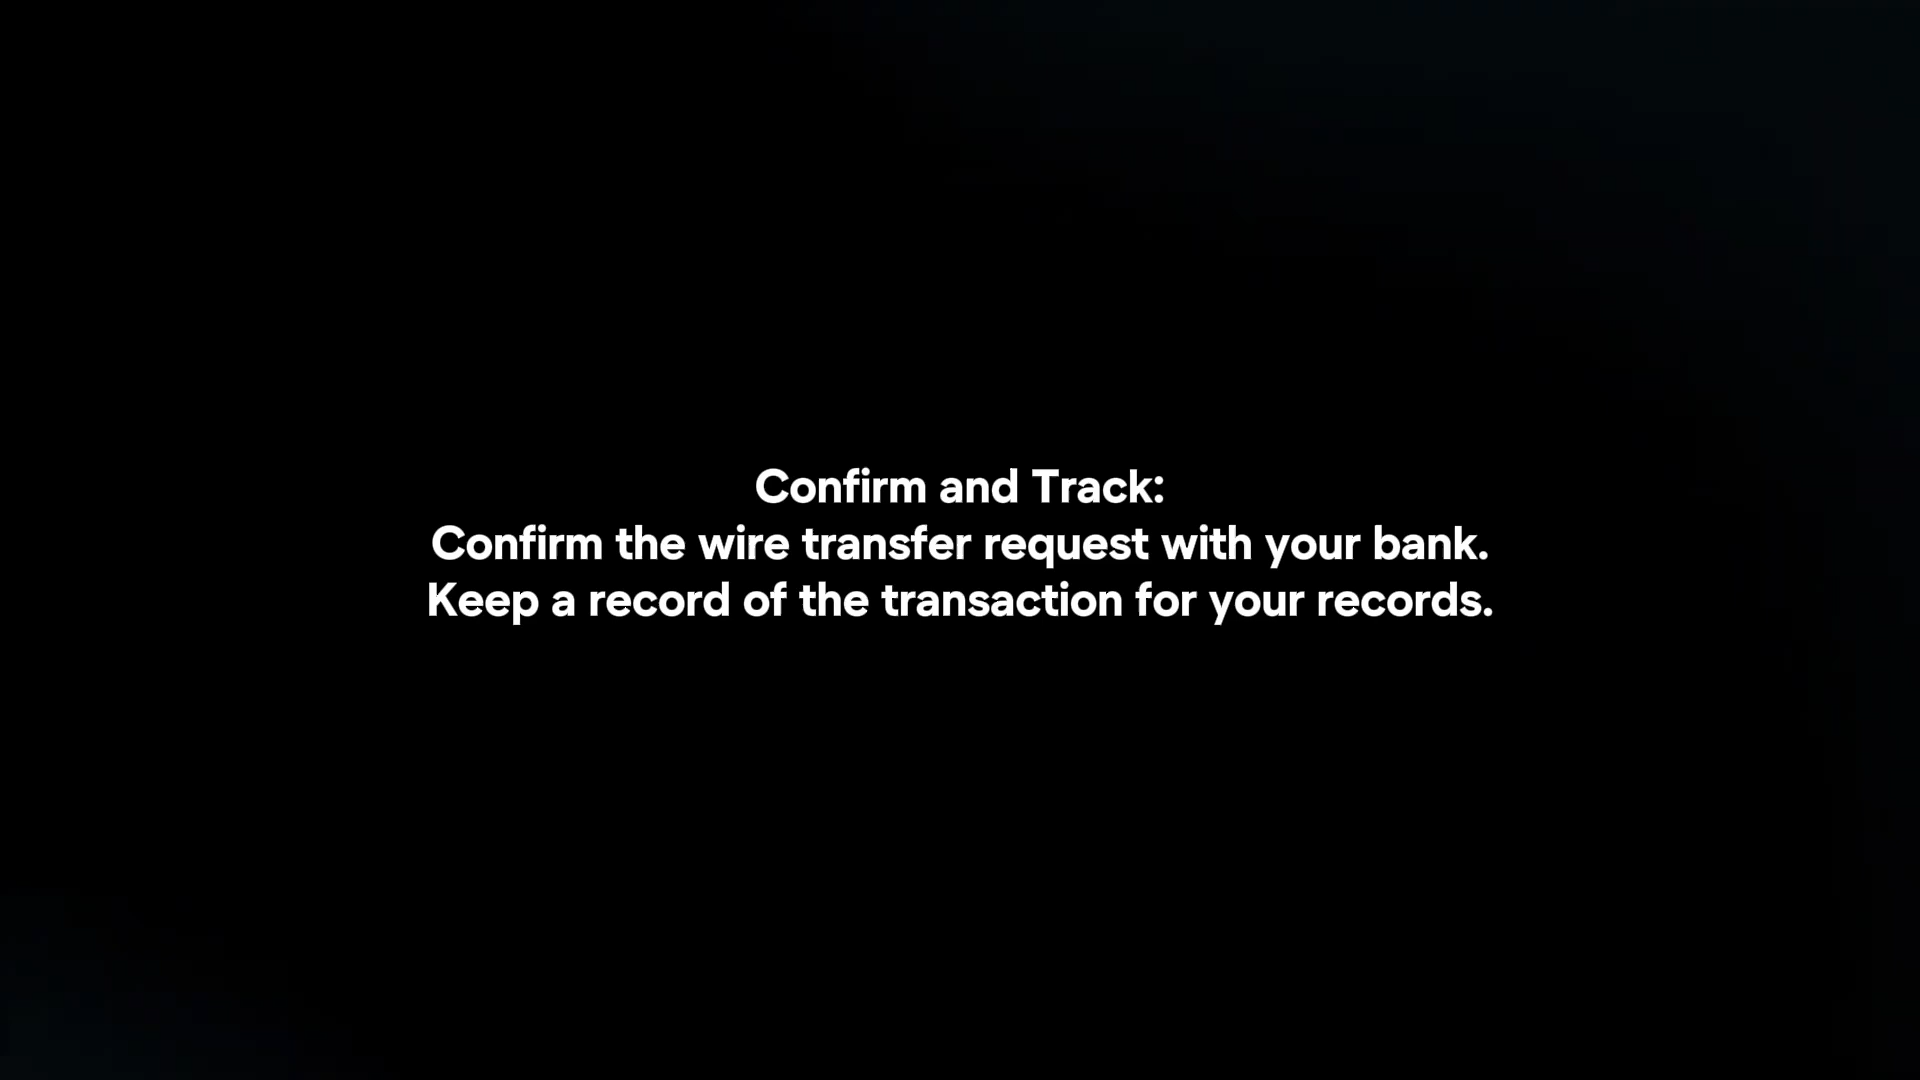 Confirm and Track:
Confirm the wire transfer request with your bank.
Keep a record of the transaction for your records.